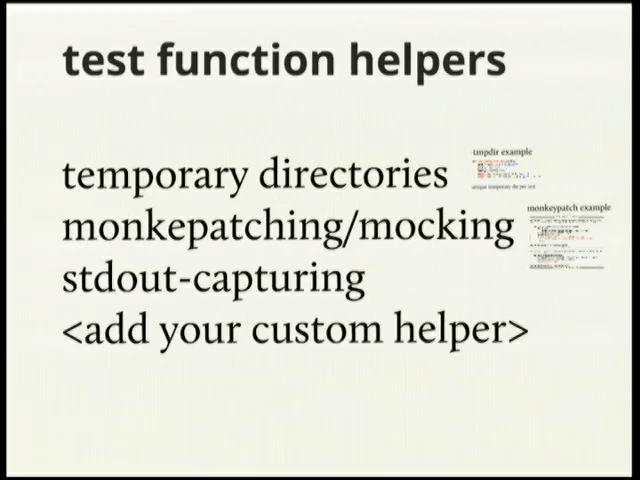 test function helpers
temporary directories
tmpdir example
unique temporary dir per test
monkepatching/mocking
monkeypatch example
stdout-capturing
<add your custom helper>